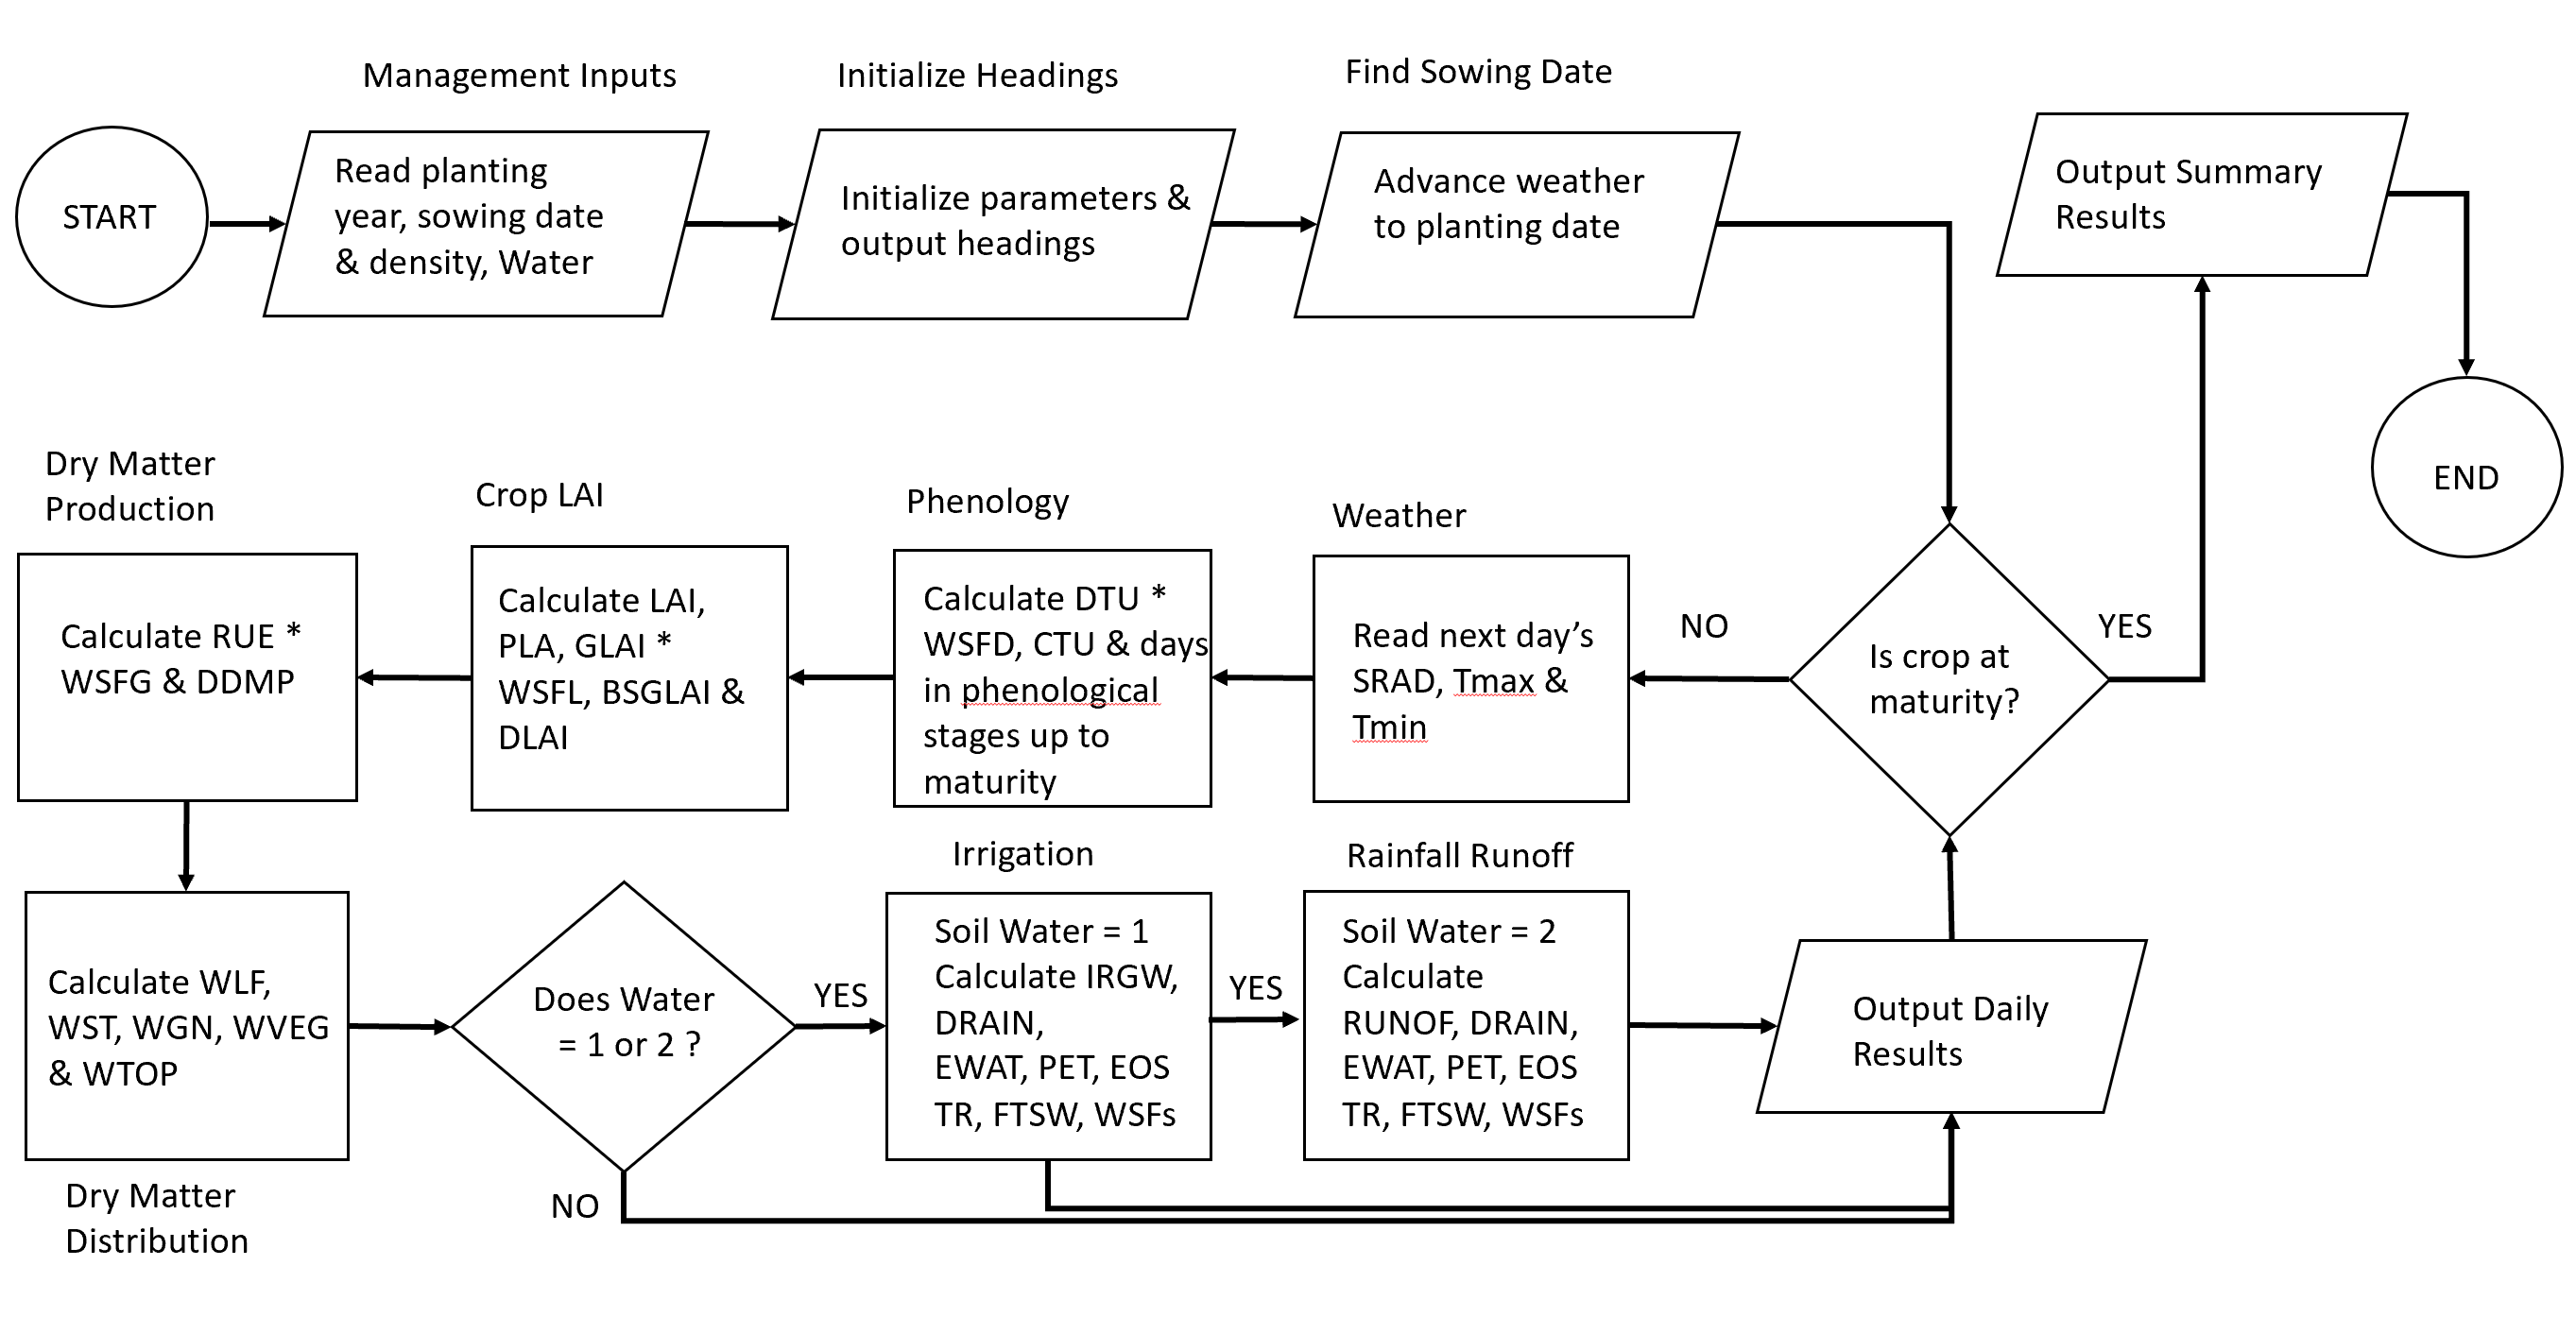 Management Inputs
Initialize Headings
Find Sowing Date
START
Read planting
year, sowing date
& density, Water
Initialize parameters &
output headings
Advance weather
to planting date
Output Summary
Results
END
Dry Matter
Production
Crop LAI
Phenology
Weather
Calculate RUE *
WSFG & DDMP
Calculate LAI,
PLA, GLAI *
WSFL, BSGLAI &
DLAI
Calculate DTU *
WSFD, CTU & days
in phenological
stages up to
maturity
Read next day’s
SRAD, Tmax &
Tmin
NO
Is crop at
maturity?
YES
Irrigation
Rainfall Runoff
Calculate WLF,
WST, WGN, WVEG
& WTOP
Does Water
= 1 or 2 ?
YES
Soil Water = 1
Calculate IRGW,
DRAIN,
EWAT, PET, EOS
TR, FTSW, WSFs
YES
Soil Water = 2
Calculate
RUNOF, DRAIN,
EWAT, PET, EOS
TR, FTSW, WSFs
Output Daily
Results
NO
Dry Matter
Distribution